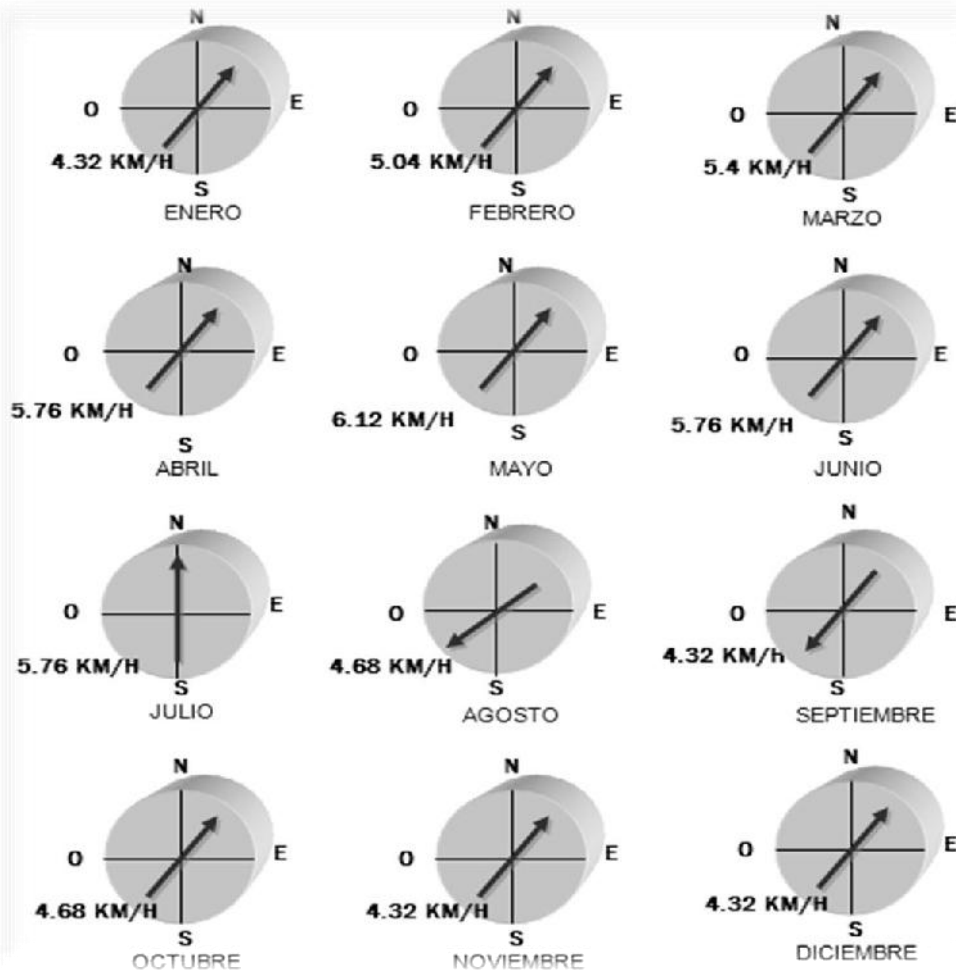 N
O
E
4.32 KM/H
S
ENERO
N
O
E
5.04 KM/H
S
FEBRERO
N
O
E
5.4 KM/H
S
MARZO
N
O
E
5.76 KM/H
S
ABRIL
N
O
E
6.12 KM/H
S
MAYO
N
O
E
5.76 KM/H
S
JUNIO
N
O
E
5.76 KM/H
S
JULIO
N
O
E
4.68 KM/H
S
AGOSTO
N
O
E
4.32 KM/H
S
SEPTIEMBRE
N
O
E
4.68 KM/H
S
OCTUBRE
N
O
E
4.32 KM/H
S
NOVIEMBRE
N
O
E
4.32 KM/H
S
DICIEMBRE